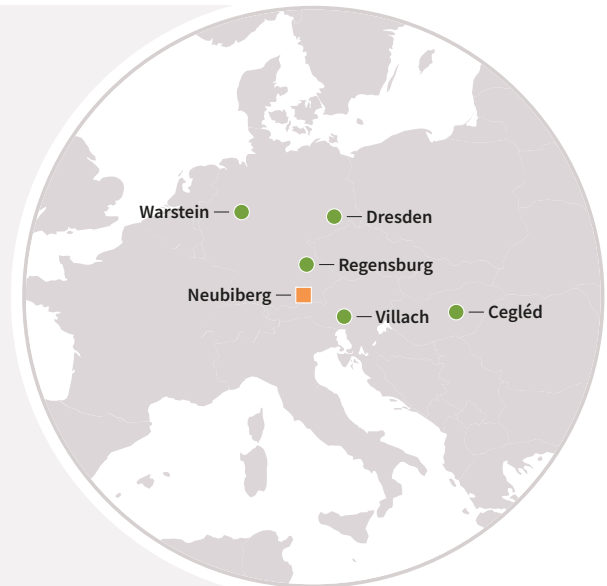 Warstein
Dresden
Regensburg
Neubiberg
Villach
Cegléd